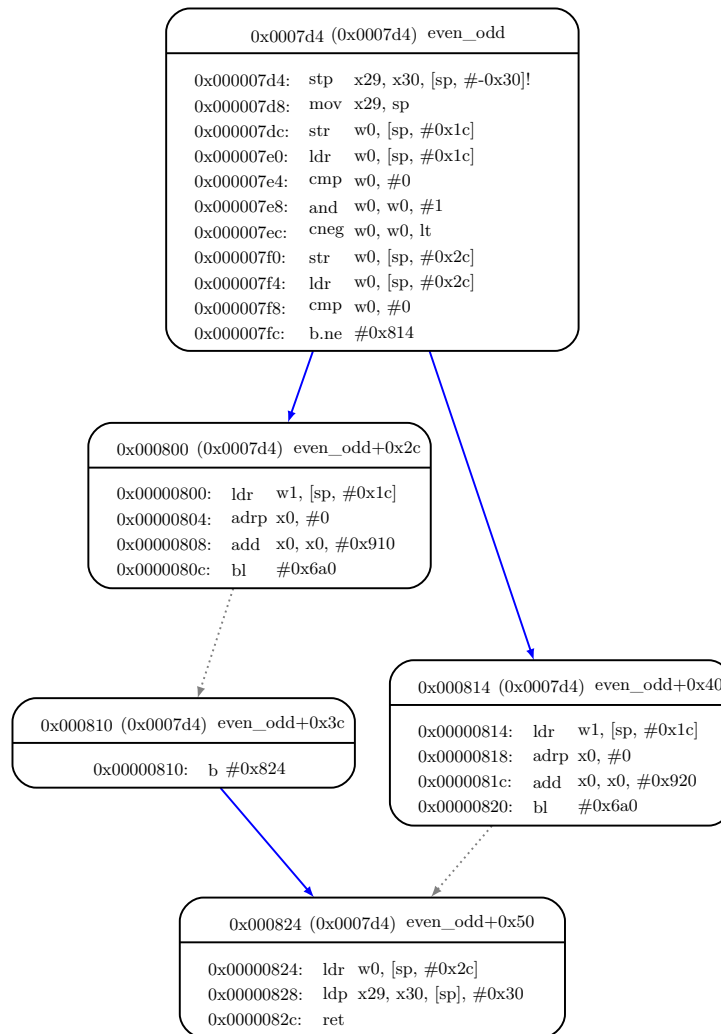 0x0007d4 (0x0007d4) even_odd
0x000007d4: stp x29, x30, [sp, #-0x30]!
0x000007d8: mov x29, sp
0x000007dc: str w0, [sp, #0x1c]
0x000007e0: ldr w0, [sp, #0x1c]
0x000007e4: cmp w0, #0
0x000007e8: and w0, w0, #1
0x000007ec: cneg w0, w0, lt
0x000007f0: str w0, [sp, #0x2c]
0x000007f4: ldr w0, [sp, #0x2c]
0x000007f8: cmp w0, #0
0x000007fc: b.ne #0x814
0x000800 (0x0007d4) even_odd+0x2c
0x00000800: ldr w1, [sp, #0x1c]
0x00000804: adrp x0, #0
0x00000808: add x0, x0, #0x910
0x0000080c: bl #0x6a0
0x000810 (0x0007d4) even_odd+0x3c
0x00000810: b #0x824
0x000814 (0x0007d4) even_odd+0x40
0x00000814: ldr w1, [sp, #0x1c]
0x00000818: adrp x0, #0
0x0000081c: add x0, x0, #0x920
0x00000820: bl #0x6a0
0x000824 (0x0007d4) even_odd+0x50
0x00000824: ldr w0, [sp, #0x2c]
0x00000828: ldp x29, x30, [sp], #0x30
0x0000082c: ret